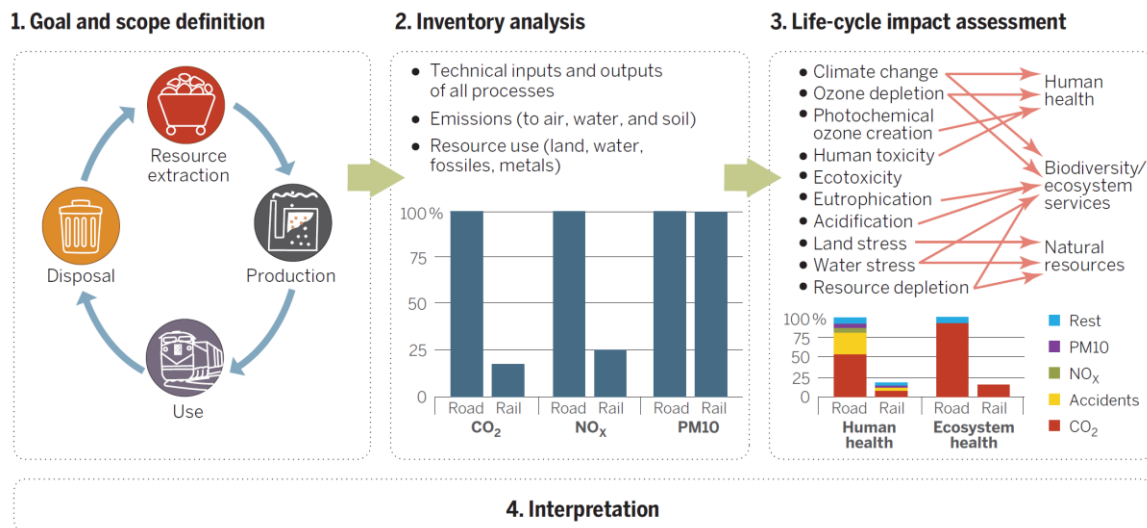 1. Goal and scope definition
Resource
extraction
Production
Use
Disposal
2. Inventory analysis
• Technical inputs and outputs
of all processes
• Emissions (to air, water, and soil)
• Resource use (land, water,
fossiles, metals)
100 %
75
50
25
0
Road Rail Road Rail Road Rail
CO₂ NOₓ PM10
3. Life-cycle impact assessment
• Climate change
• Ozone depletion
• Photochemical
ozone creation
• Human toxicity
• Ecotoxicity
• Eutrophication
• Acidification
• Land stress
• Water stress
• Resource depletion
Human
health
Biodiversity/
ecosystem
services
Natural
resources
100 %
75
50
25
0
Road Rail Road Rail
Human Ecosystem
health health
Rest
PM10
NOₓ
Accidents
CO₂
4. Interpretation